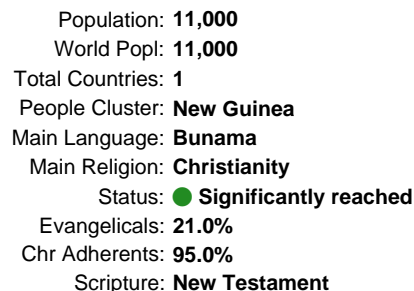 Population: 11,000
World Popl: 11,000
Total Countries: 1
People Cluster: New Guinea
Main Language: Bunama
Main Religion: Christianity
Status: Significantly reached
Evangelicals: 21.0%
Chr Adherents: 95.0%
Scripture: New Testament